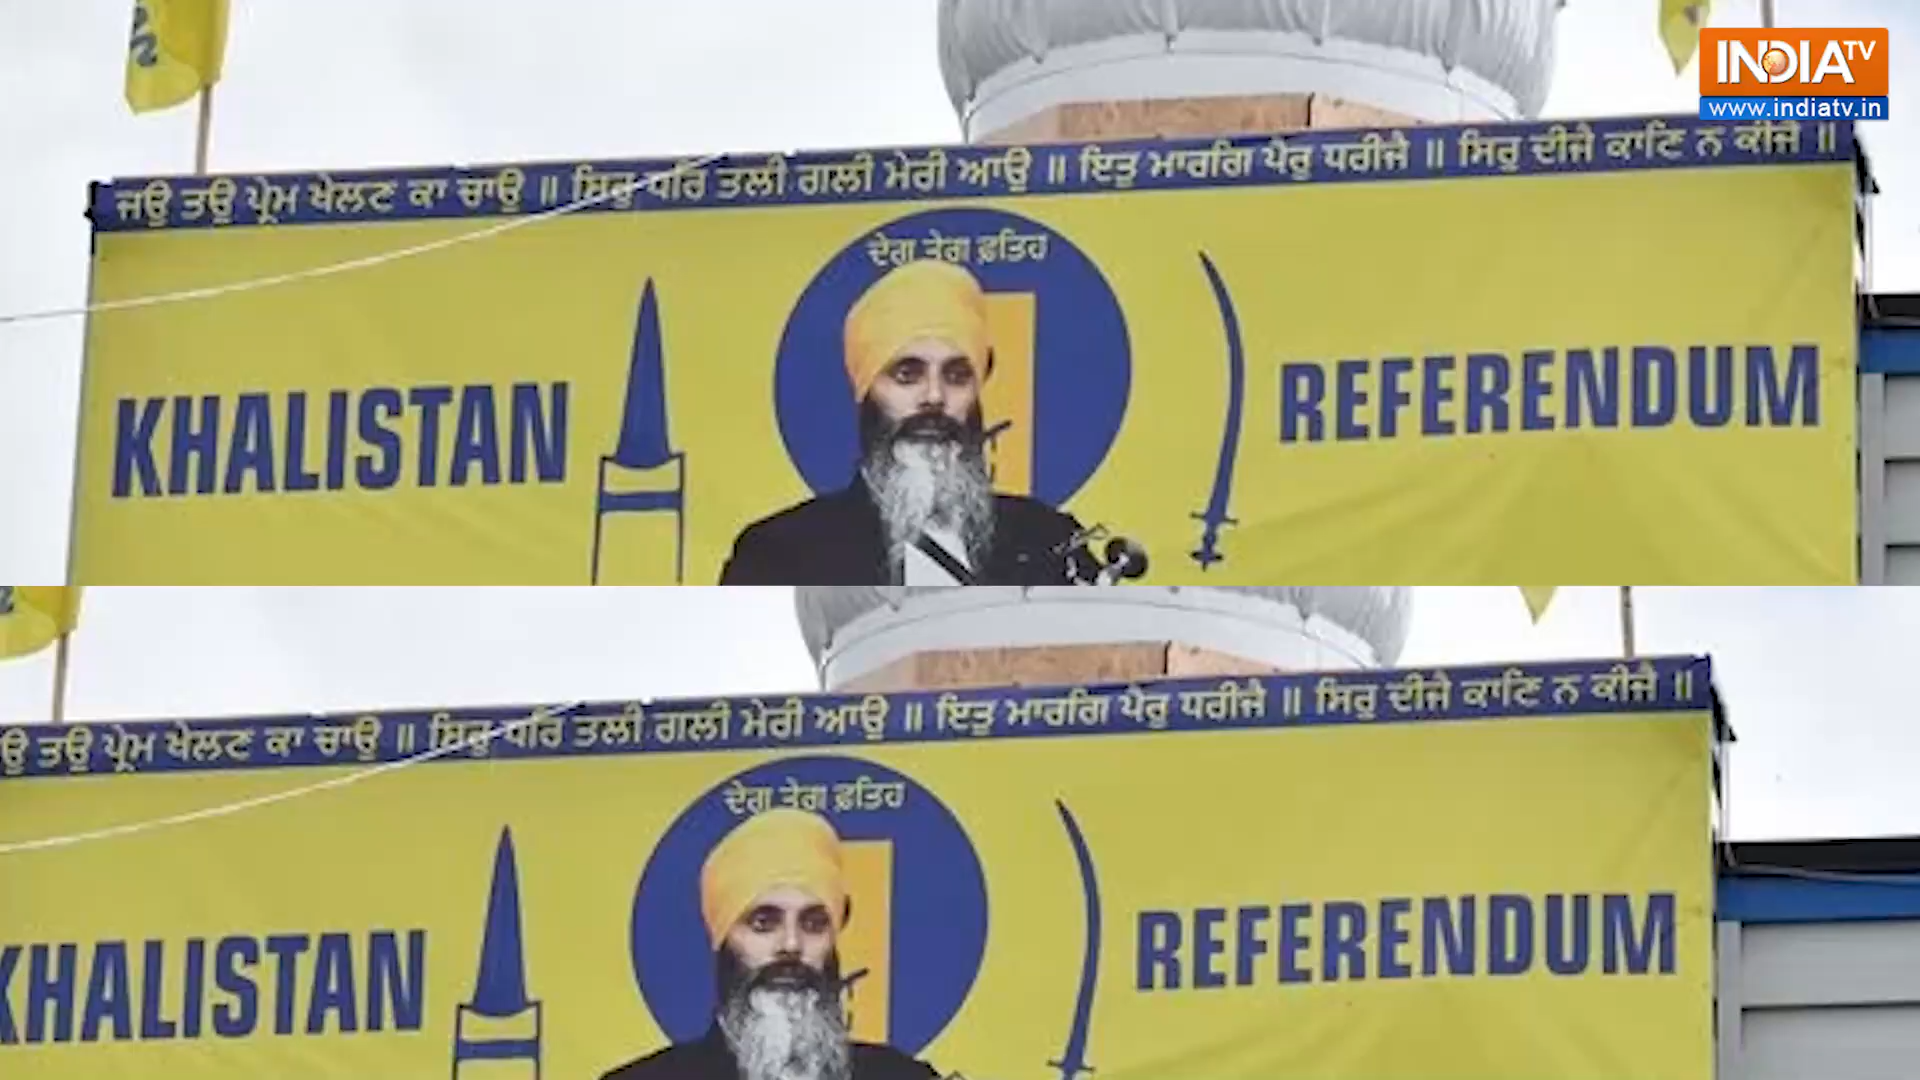 INDIA TV
www.indiatv.in
ਜਉ ਤਉ ਪ੍ਰੇਮ ਖੇਲਣ ਕਾ ਚਾਉ ॥ ਸਿਰੁ ਧਰਿ ਤਲੀ ਗਲੀ ਮੇਰੀ ਆਉ ॥ ਇਤੁ ਮਾਰਗਿ ਪੈਰੁ ਧਰੀਜੈ ॥ ਸਿਰੁ ਦੀਜੈ ਕਾਣਿ ਨ ਕੀਜੈ ॥
ਦੇਗ ਤੇਗ ਫ਼ਤਿਹ
KHALISTAN REFERENDUM
ਉ ਤਉ ਪ੍ਰੇਮ ਖੇਲਣ ਕਾ ਚਾਉ ॥ ਸਿਰੁ ਧਰਿ ਤਲੀ ਗਲੀ ਮੇਰੀ ਆਉ ॥ ਇਤੁ ਮਾਰਗਿ ਪੈਰੁ ਧਰੀਜੈ ॥ ਸਿਰੁ ਦੀਜੈ ਕਾਣਿ ਨ ਕੀਜੈ ॥
ਦੇਗ ਤੇਗ ਫ਼ਤਿਹ
KHALISTAN REFERENDUM